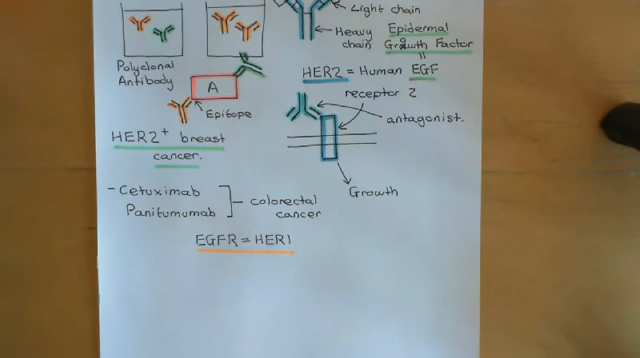 Light chain
Heavy chain
Epidermal
Growth Factor
Polyclonal
Antibody
A
Epitope
HER2 = Human EGF
receptor 2
antagonist.
HER2+ breast
cancer.
Growth
- Cetuximab
Panitumumab
colorectal
cancer
EGFR = HER1